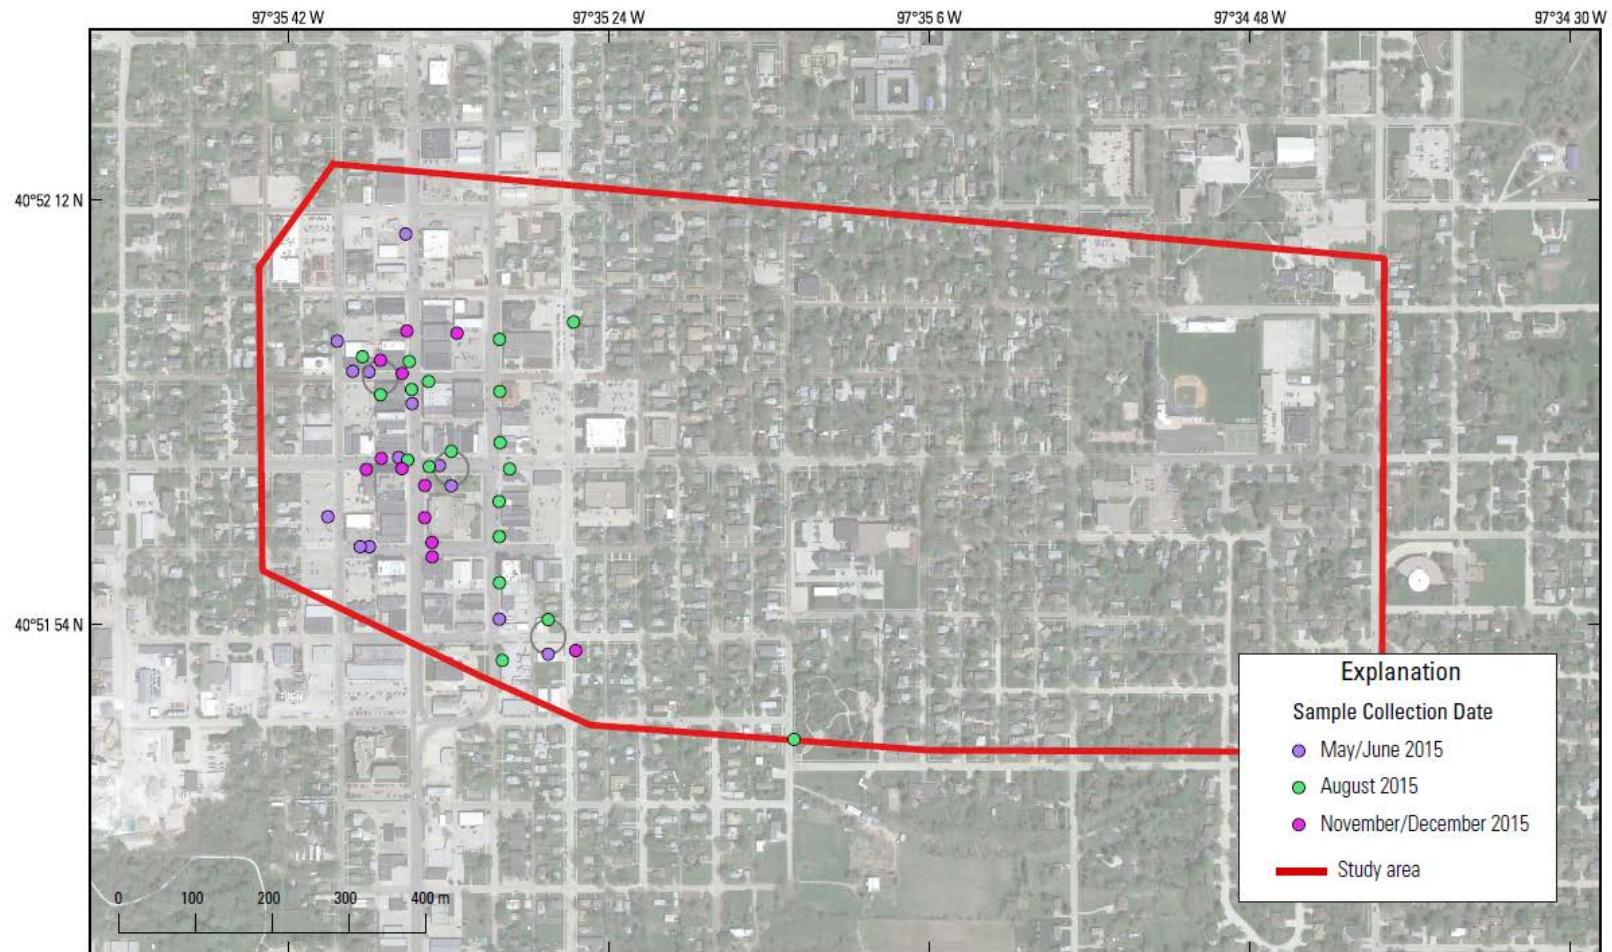 97°35 42 W 97°35 24 W 97°35 6 W 97°34 48 W 97°34 30 W
40°52 12 N
40°51 54 N
Explanation
Sample Collection Date
May/June 2015
August 2015
November/December 2015
Study area
0 100 200 300 400 m